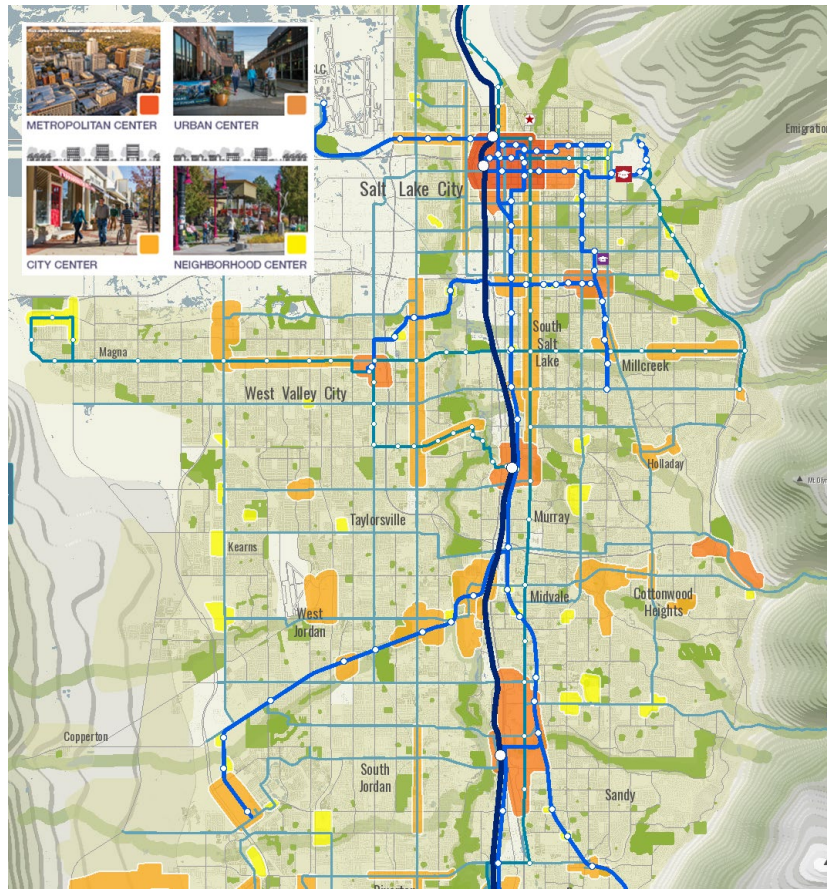 METROPOLITAN CENTER
URBAN CENTER
CITY CENTER
NEIGHBORHOOD CENTER
Emigration
Salt Lake City
Magna
South
Salt
Lake
Millcreek
West Valley City
Holladay
Taylorsville
Murray
Kearns
Midvale
Cottonwood
Heights
West
Jordan
Copperton
South
Jordan
Sandy